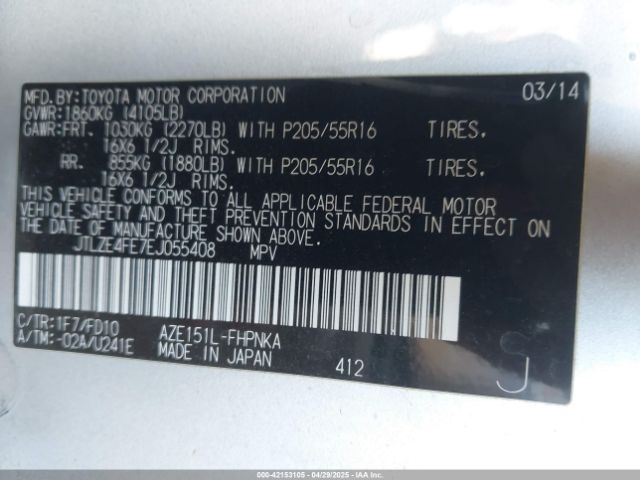 MFD.BY:TOYOTA MOTOR CORPORATION 03/14
GVWR:1860KG (4105LB)
GAWR:FRT. 1030KG (2270LB) WITH P205/55R16 TIRES.
16X6 1/2J RIMS.
RR. 855KG (1880LB) WITH P205/55R16 TIRES.
16X6 1/2J RIMS.
THIS VEHICLE CONFORMS TO ALL APPLICABLE FEDERAL MOTOR
VEHICLE SAFETY AND THEFT PREVENTION STANDARDS IN EFFECT ON
THE DATE OF MANUFACTURE SHOWN ABOVE.
JTLZE4FE7EJ055408 MPV
C/TR:1F7/FD10 AZE151L-FHPNKA
A/TM:-02A/U241E MADE IN JAPAN 412 J
000-42153105 - 04/29/2025 - IAAI